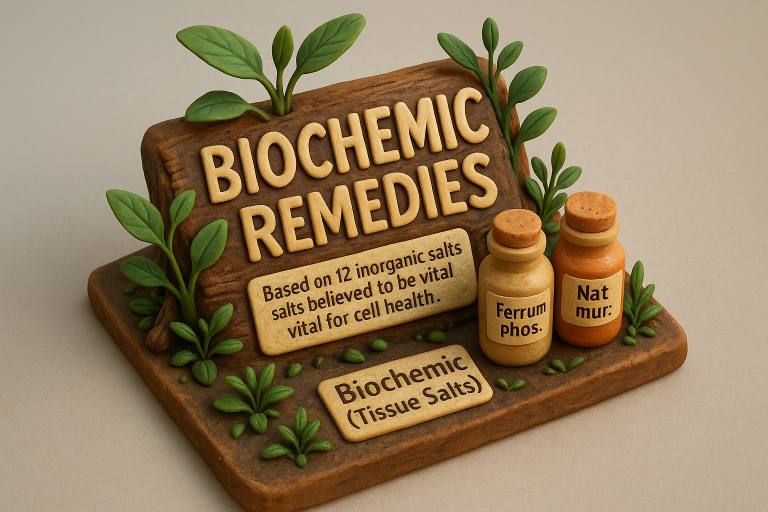 BIOCHEMIC
REMEDIES
Based on 12 inorganic salts
salts believed to be vital
vital for cell health.
Ferrum
phos.
Nat
mur:
Biochemic
(Tissue Salts)